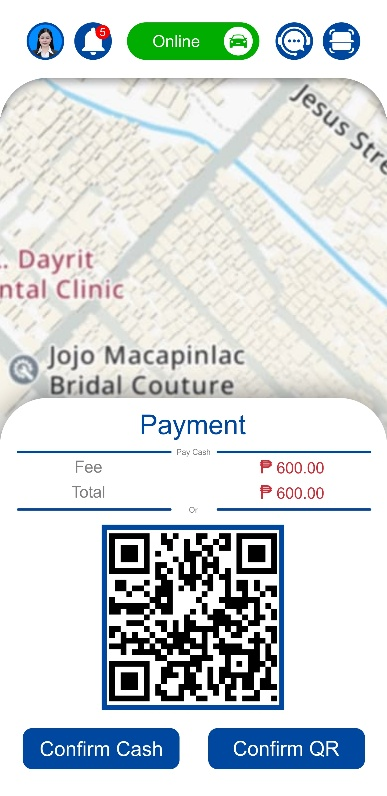 5
Online
Jesus Stre
. Dayrit
ntal Clinic
Jojo Macapinlac
Bridal Couture
Payment
Pay Cash
Fee ₱ 600.00
Total ₱ 600.00
Or
Confirm Cash
Confirm QR